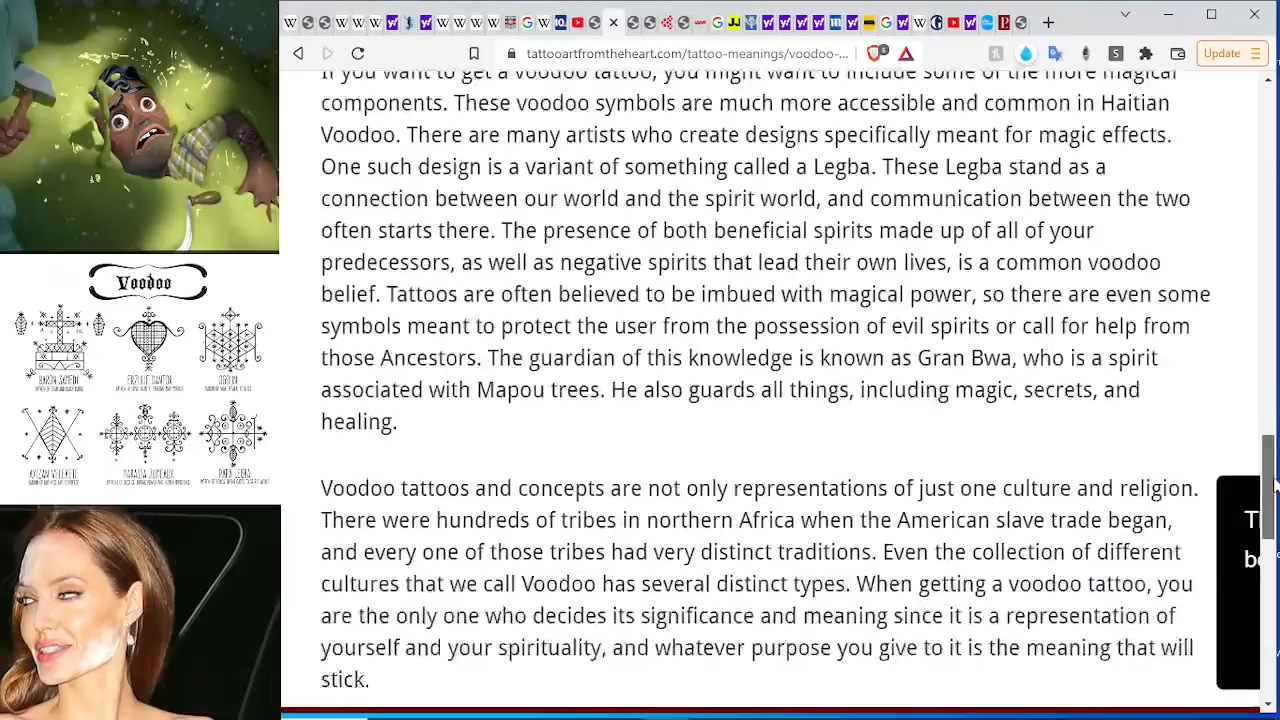 Update
tattooartfromtheheart.com/tattoo-meanings/voodoo-...
If you want to get a voodoo tattoo, you might want to include some of the more magical
components. These voodoo symbols are much more accessible and common in Haitian
Voodoo. There are many artists who create designs specifically meant for magic effects.
One such design is a variant of something called a Legba. These Legba stand as a
connection between our world and the spirit world, and communication between the two
often starts there. The presence of both beneficial spirits made up of all of your
predecessors, as well as negative spirits that lead their own lives, is a common voodoo
belief. Tattoos are often believed to be imbued with magical power, so there are even some
symbols meant to protect the user from the possession of evil spirits or call for help from
those Ancestors. The guardian of this knowledge is known as Gran Bwa, who is a spirit
associated with Mapou trees. He also guards all things, including magic, secrets, and
healing.
Voodoo tattoos and concepts are not only representations of just one culture and religion.
There were hundreds of tribes in northern Africa when the American slave trade began,
and every one of those tribes had very distinct traditions. Even the collection of different
cultures that we call Voodoo has several distinct types. When getting a voodoo tattoo, you
are the only one who decides its significance and meaning since it is a representation of
yourself and your spirituality, and whatever purpose you give to it is the meaning that will
stick.
Voodoo
BARON SAMEDI
ERZULIE DANTOR
AYIZAN VELEKETE
MARASSA JUMEAUX
PAPA LEGBA